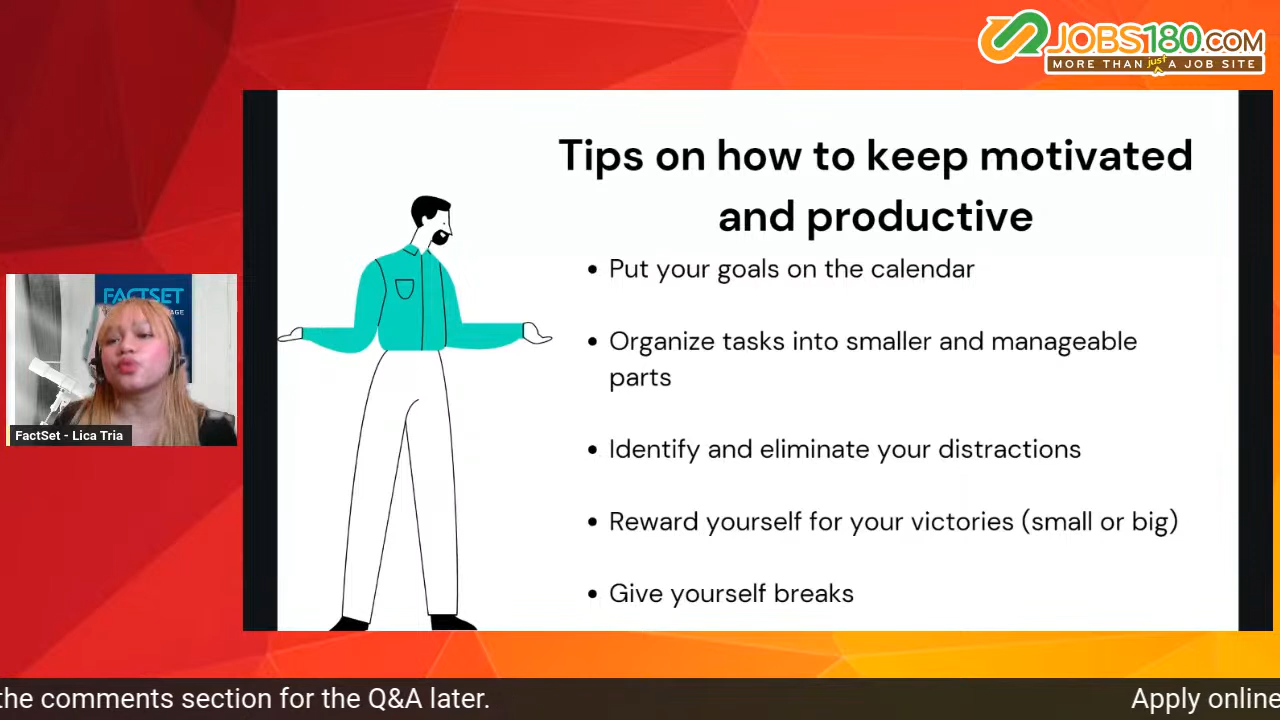 JOBS180.COM
MORE THAN just A JOB SITE
Tips on how to keep motivated
and productive
• Put your goals on the calendar
• Organize tasks into smaller and manageable
parts
• Identify and eliminate your distractions
• Reward yourself for your victories (small or big)
• Give yourself breaks
FACTSET
AGE
FactSet - Lica Tria
the comments section for the Q&A later.
Apply online